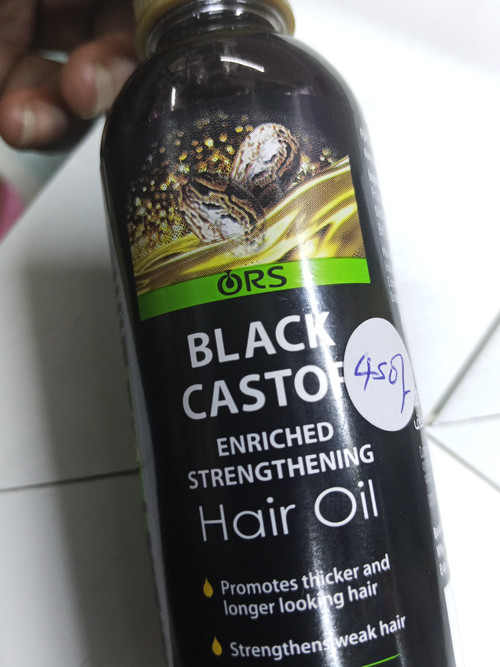 ORS
BLACK
CASTOR
450/-
ENRICHED
STRENGTHENING
Hair Oil
Promotes thicker and
longer looking hair
Strengthens weak hair